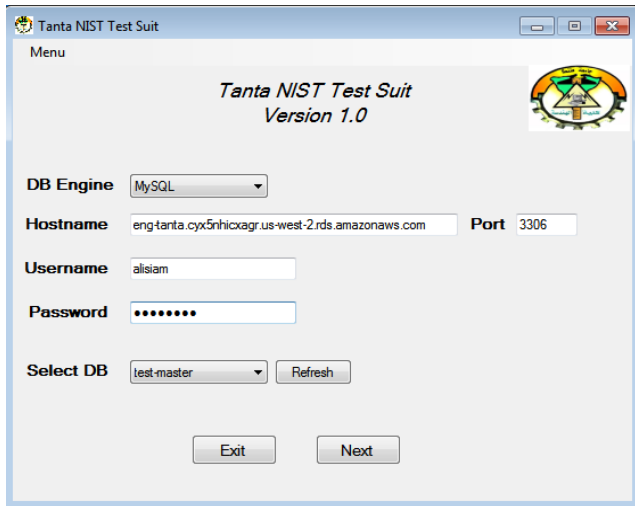 Tanta NIST Test Suit
Menu
Tanta NIST Test Suit
Version 1.0
DB Engine MySQL
Hostname eng-tanta.cyx5nhicxagr.us-west-2.rds.amazonaws.com Port 3306
Username alisiam
Password ••••••••
Select DB test-master Refresh
Exit Next